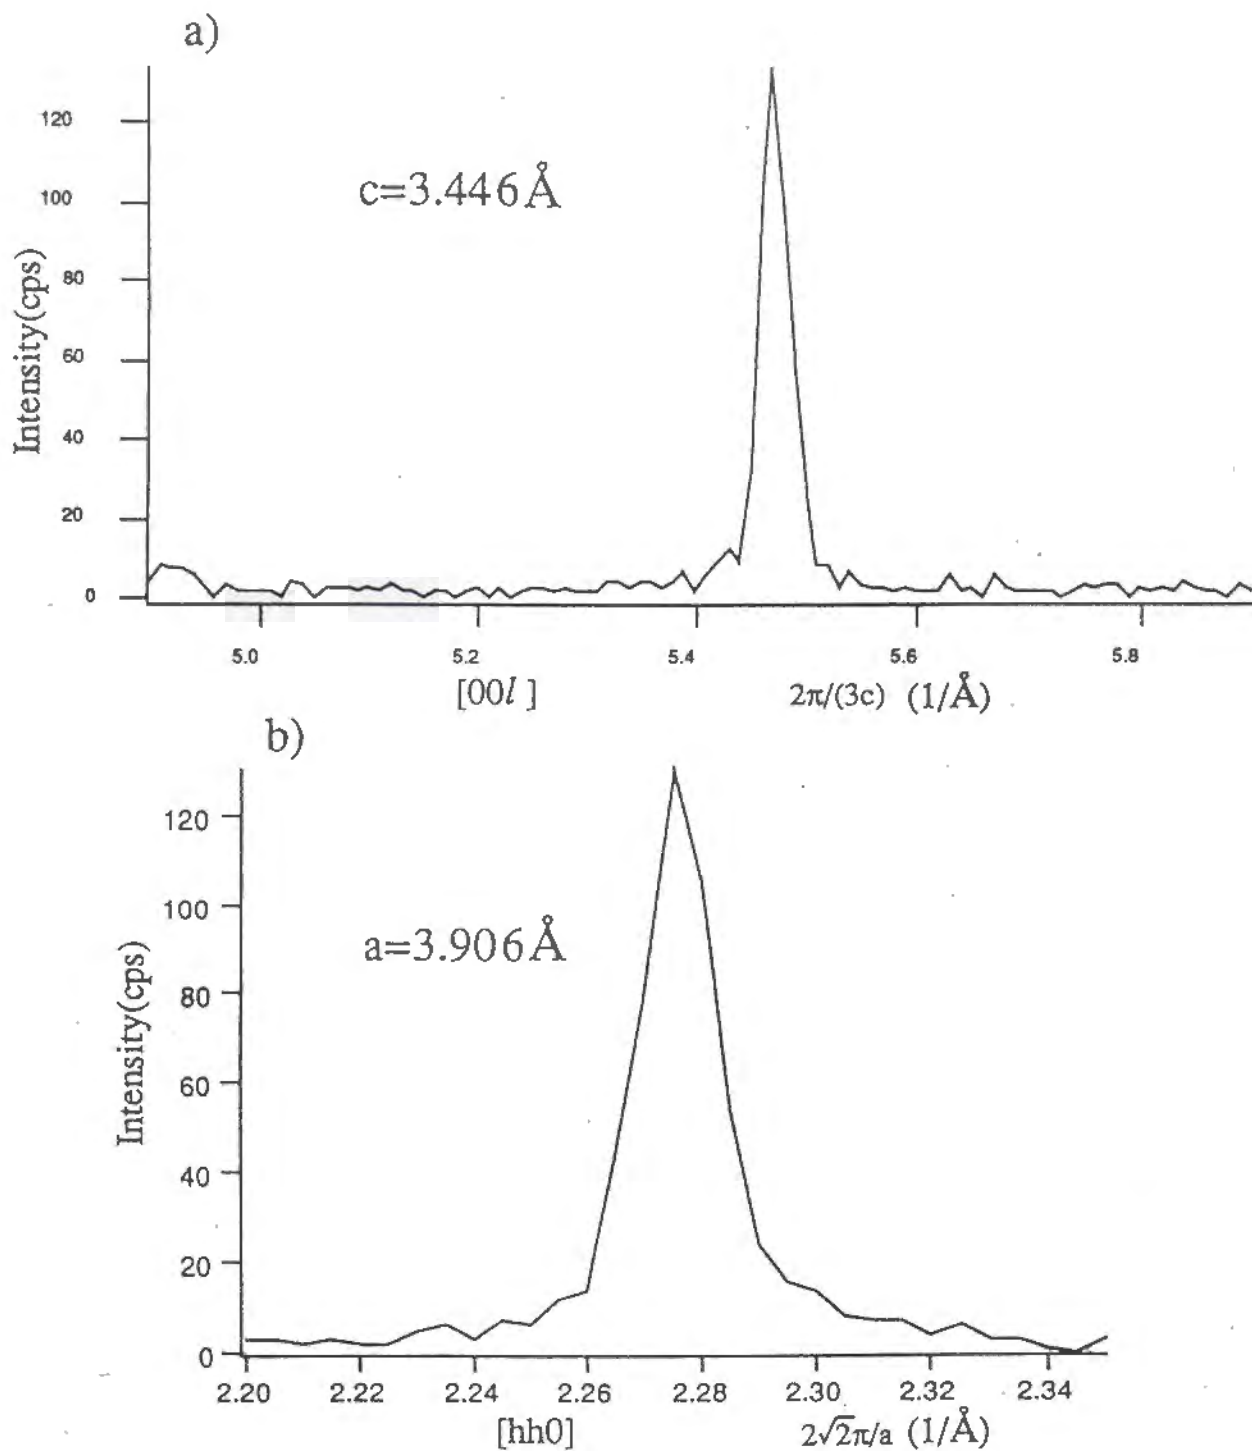 a)
120
100
80
60
40
20
0
Intensity(cps)
c=3.446Å
5.0 5.2 5.4 5.6 5.8
[00l] 2π/(3c) (1/Å)
b)
120
100
80
60
40
20
0
Intensity(cps)
a=3.906Å
2.20 2.22 2.24 2.26 2.28 2.30 2.32 2.34
[hh0] 2√2π/a (1/Å)